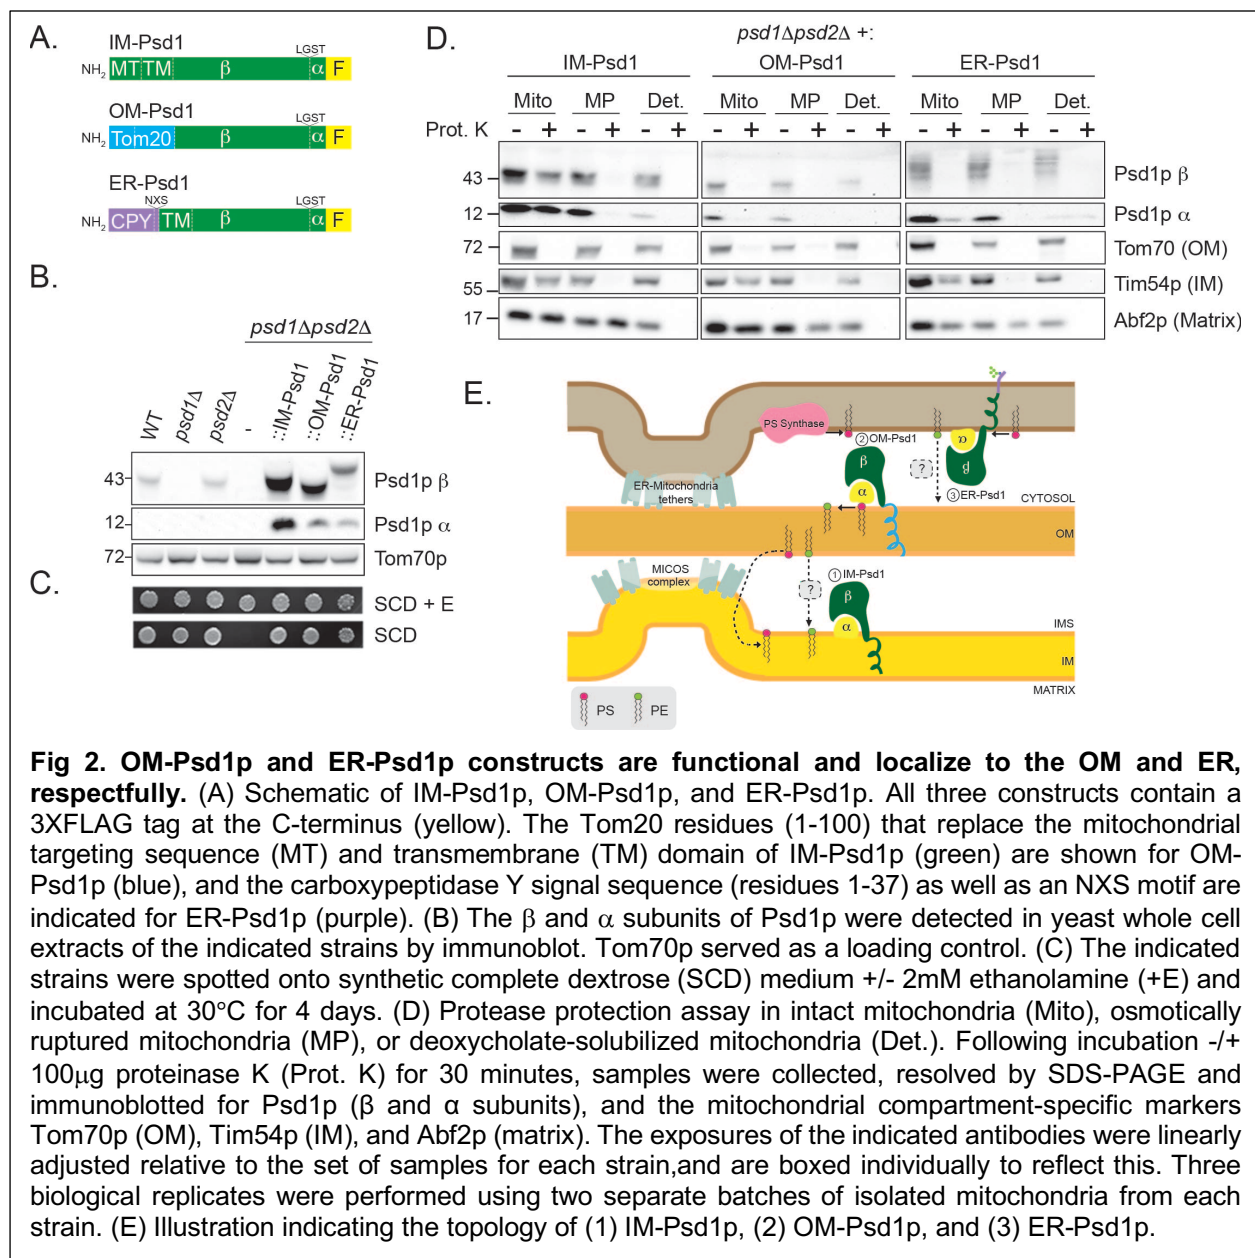 A.
IM-Psd1
LGST
NH2 MT TM β α F
OM-Psd1
LGST
NH2 Tom20 β α F
ER-Psd1
NXS
LGST
NH2 CPY TM β α F
B.
psd1Δpsd2Δ
WT
psd1Δ
psd2Δ
-
::IM-Psd1
::OM-Psd1
::ER-Psd1
43 Psd1p β
12 Psd1p α
72 Tom70p
C.
SCD + E
SCD
D.
psd1Δpsd2Δ +:
IM-Psd1 OM-Psd1 ER-Psd1
Mito MP Det. Mito MP Det. Mito MP Det.
Prot. K - + - + - + - + - + - + - + - + - +
43 Psd1p β
12 Psd1p α
72 Tom70 (OM)
55 Tim54p (IM)
17 Abf2p (Matrix)
E.
PS Synthase
PS
PE
PS
② OM-Psd1
β
α
?
α
β
③ ER-Psd1
ER-Mitochondria
tethers
CYTOSOL
PE
PS
OM
PS
PE
MICOS
complex
?
① IM-Psd1
β
α
IMS
PS
PE
IM
MATRIX
PS PE
Fig 2. OM-Psd1p and ER-Psd1p constructs are functional and localize to the OM and ER,
respectfully. (A) Schematic of IM-Psd1p, OM-Psd1p, and ER-Psd1p. All three constructs contain a
3XFLAG tag at the C-terminus (yellow). The Tom20 residues (1-100) that replace the mitochondrial
targeting sequence (MT) and transmembrane (TM) domain of IM-Psd1p (green) are shown for OM-
Psd1p (blue), and the carboxypeptidase Y signal sequence (residues 1-37) as well as an NXS motif are
indicated for ER-Psd1p (purple). (B) The β and α subunits of Psd1p were detected in yeast whole cell
extracts of the indicated strains by immunoblot. Tom70p served as a loading control. (C) The indicated
strains were spotted onto synthetic complete dextrose (SCD) medium +/- 2mM ethanolamine (+E) and
incubated at 30°C for 4 days. (D) Protease protection assay in intact mitochondria (Mito), osmotically
ruptured mitochondria (MP), or deoxycholate-solubilized mitochondria (Det.). Following incubation -/+
100μg proteinase K (Prot. K) for 30 minutes, samples were collected, resolved by SDS-PAGE and
immunoblotted for Psd1p (β and α subunits), and the mitochondrial compartment-specific markers
Tom70p (OM), Tim54p (IM), and Abf2p (matrix). The exposures of the indicated antibodies were linearly
adjusted relative to the set of samples for each strain,and are boxed individually to reflect this. Three
biological replicates were performed using two separate batches of isolated mitochondria from each
strain. (E) Illustration indicating the topology of (1) IM-Psd1p, (2) OM-Psd1p, and (3) ER-Psd1p.